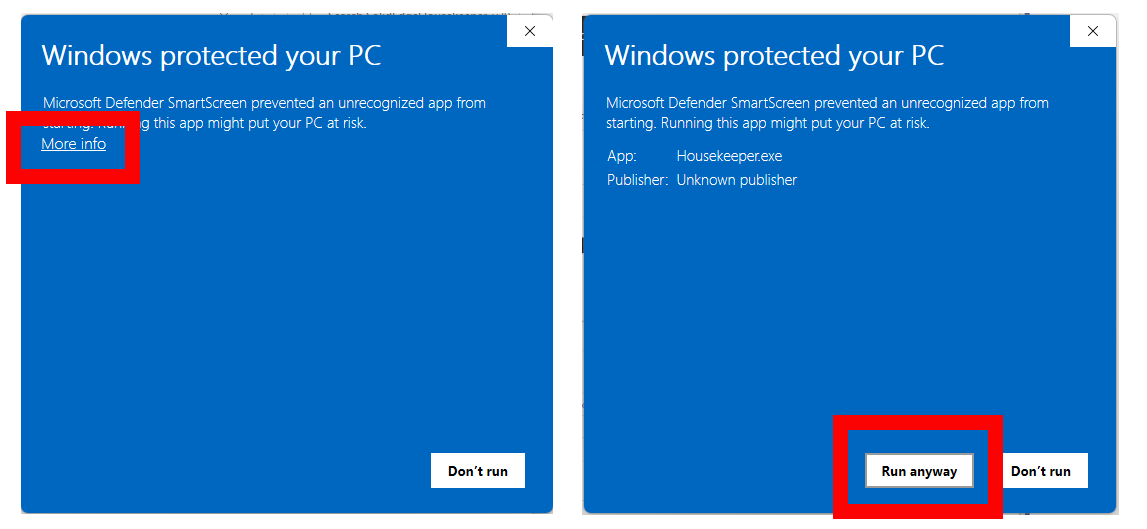 Windows protected your PC
Microsoft Defender SmartScreen prevented an unrecognized app from
starting. Running this app might put your PC at risk.
More info
Don't run
Windows protected your PC
Microsoft Defender SmartScreen prevented an unrecognized app from
starting. Running this app might put your PC at risk.
App: Housekeeper.exe
Publisher: Unknown publisher
Run anyway
Don't run